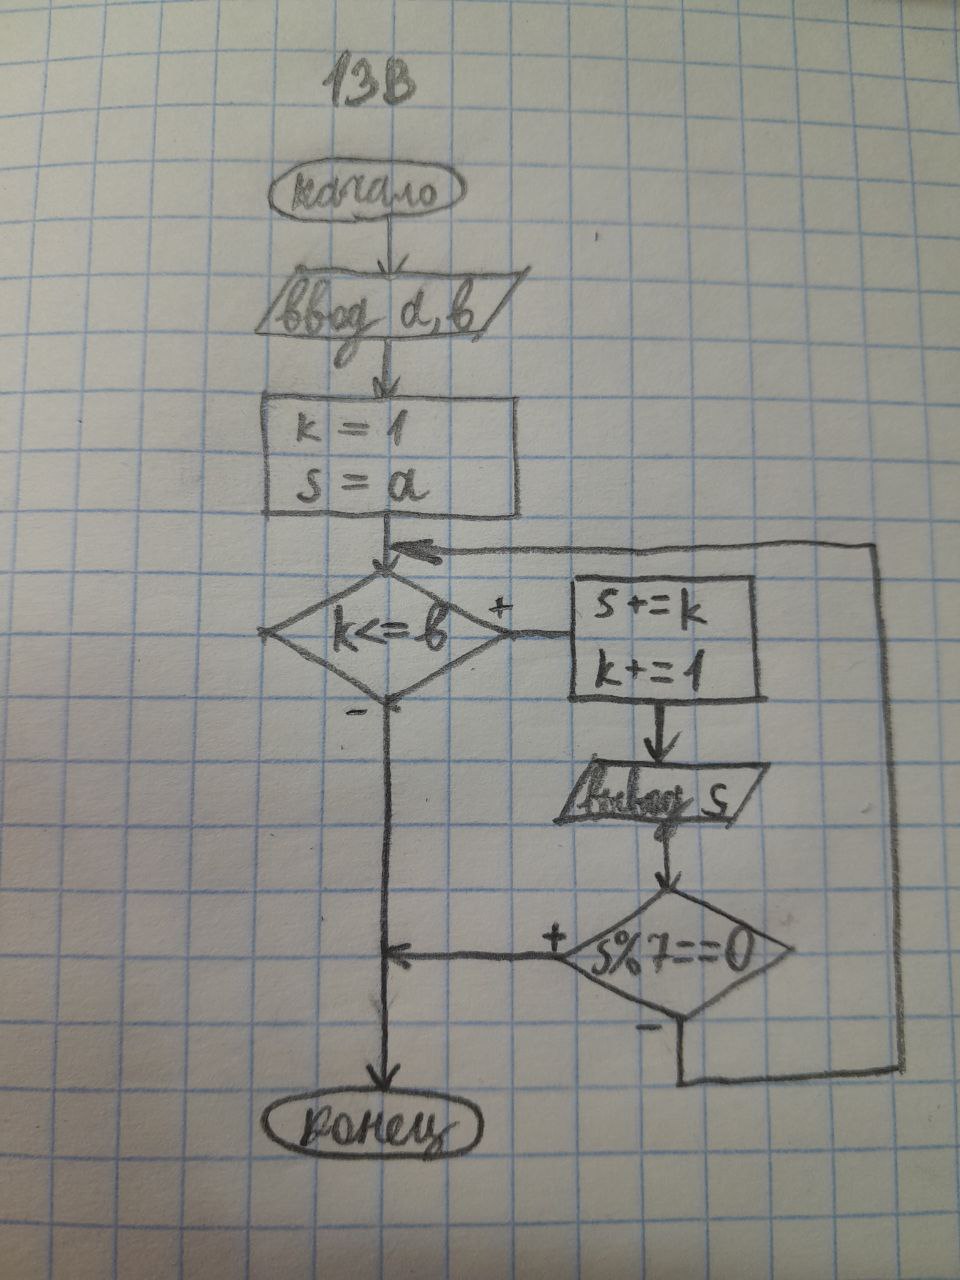 13в
начало
ввод a, в
k = 1
s = a
k<=в
+
s+=k
k+=1
-
вывод s
+
s%7==0
-
конец